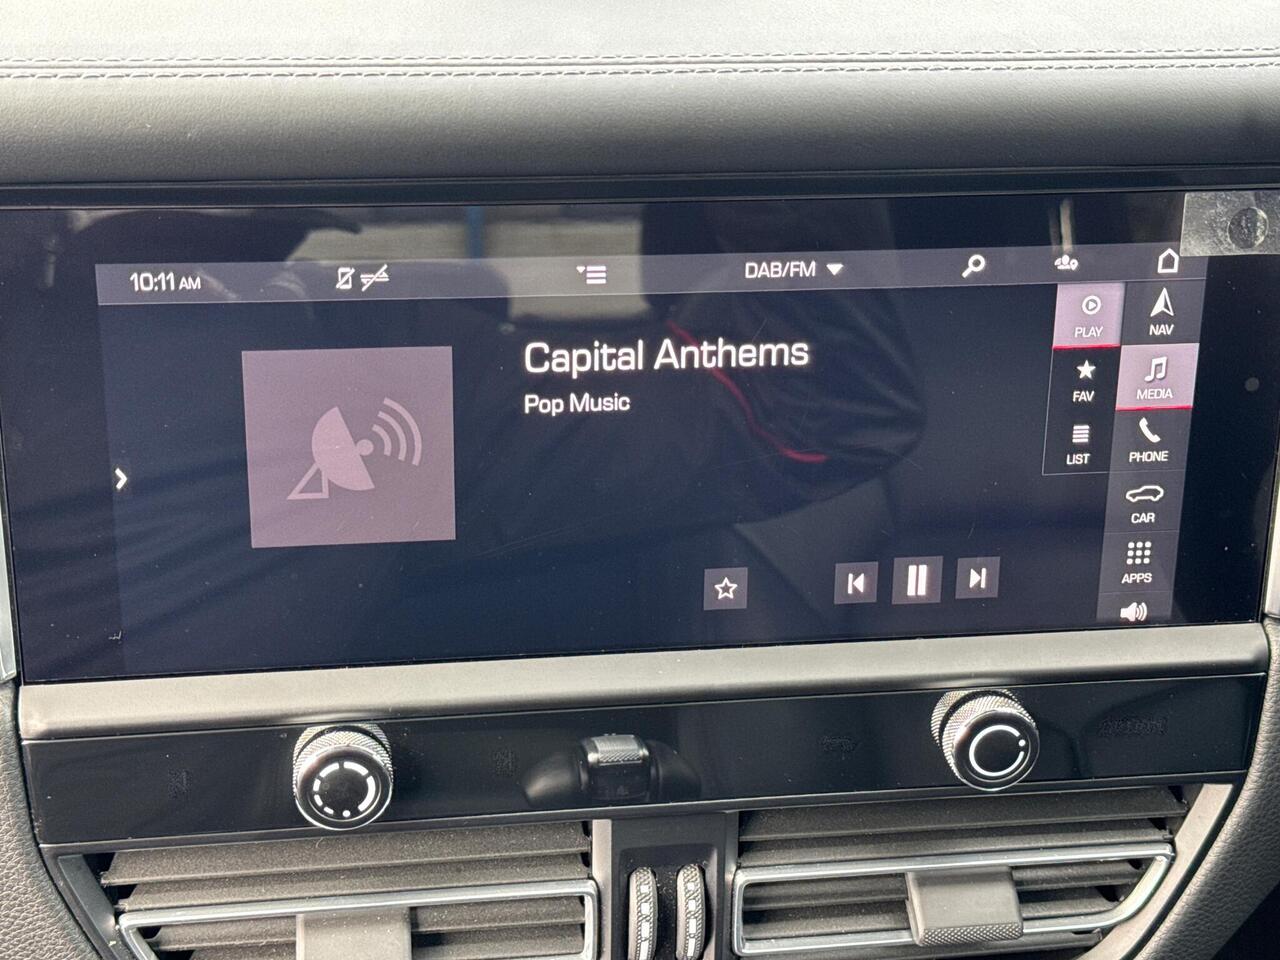 10:11 AM
DAB/FM
Capital Anthems
Pop Music
PLAY
FAV
LIST
NAV
MEDIA
PHONE
CAR
APPS